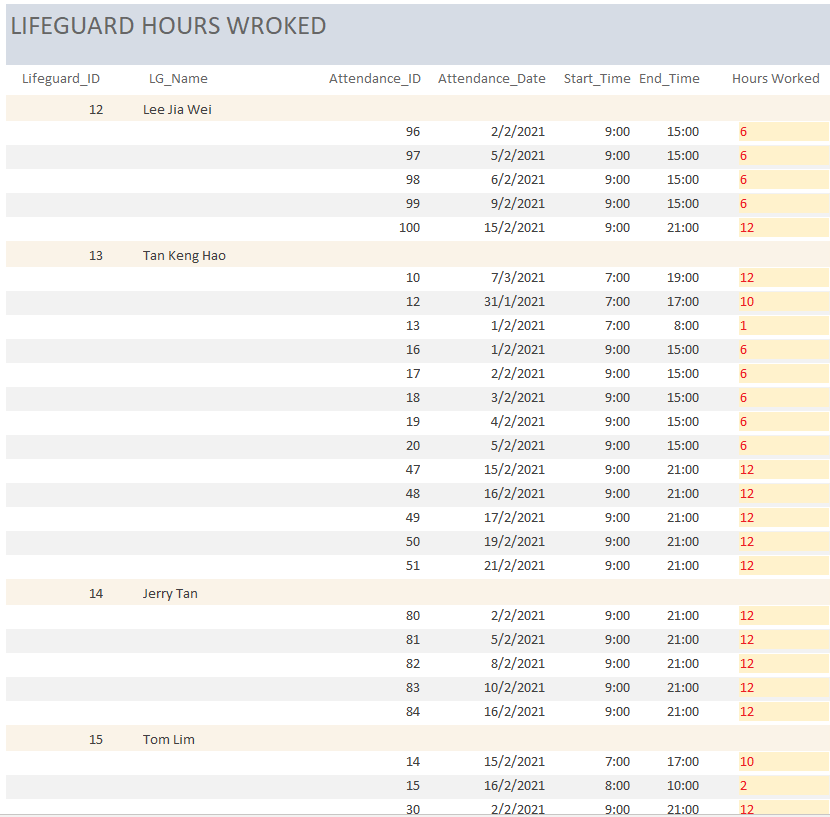 LIFEGUARD HOURS WROKED
Lifeguard_ID LG_Name Attendance_ID Attendance_Date Start_Time End_Time Hours Worked
12 Lee Jia Wei
96 2/2/2021 9:00 15:00 6
97 5/2/2021 9:00 15:00 6
98 6/2/2021 9:00 15:00 6
99 9/2/2021 9:00 15:00 6
100 15/2/2021 9:00 21:00 12
13 Tan Keng Hao
10 7/3/2021 7:00 19:00 12
12 31/1/2021 7:00 17:00 10
13 1/2/2021 7:00 8:00 1
16 1/2/2021 9:00 15:00 6
17 2/2/2021 9:00 15:00 6
18 3/2/2021 9:00 15:00 6
19 4/2/2021 9:00 15:00 6
20 5/2/2021 9:00 15:00 6
47 15/2/2021 9:00 21:00 12
48 16/2/2021 9:00 21:00 12
49 17/2/2021 9:00 21:00 12
50 19/2/2021 9:00 21:00 12
51 21/2/2021 9:00 21:00 12
14 Jerry Tan
80 2/2/2021 9:00 21:00 12
81 5/2/2021 9:00 21:00 12
82 8/2/2021 9:00 21:00 12
83 10/2/2021 9:00 21:00 12
84 16/2/2021 9:00 21:00 12
15 Tom Lim
14 15/2/2021 7:00 17:00 10
15 16/2/2021 8:00 10:00 2
30 2/2/2021 9:00 21:00 12